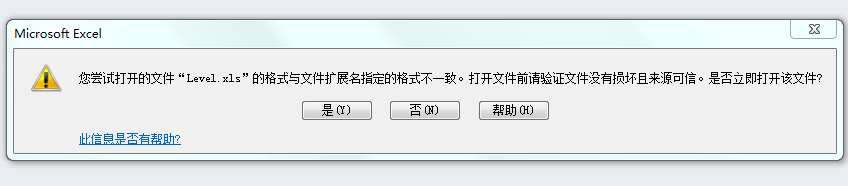 Microsoft Excel
您尝试打开的文件“Level.xls”的格式与文件扩展名指定的格式不一致。打开文件前请验证文件没有损坏且来源可信。是否立即打开该文件?
是(Y) 否(N) 帮助(H)
此信息是否有帮助?